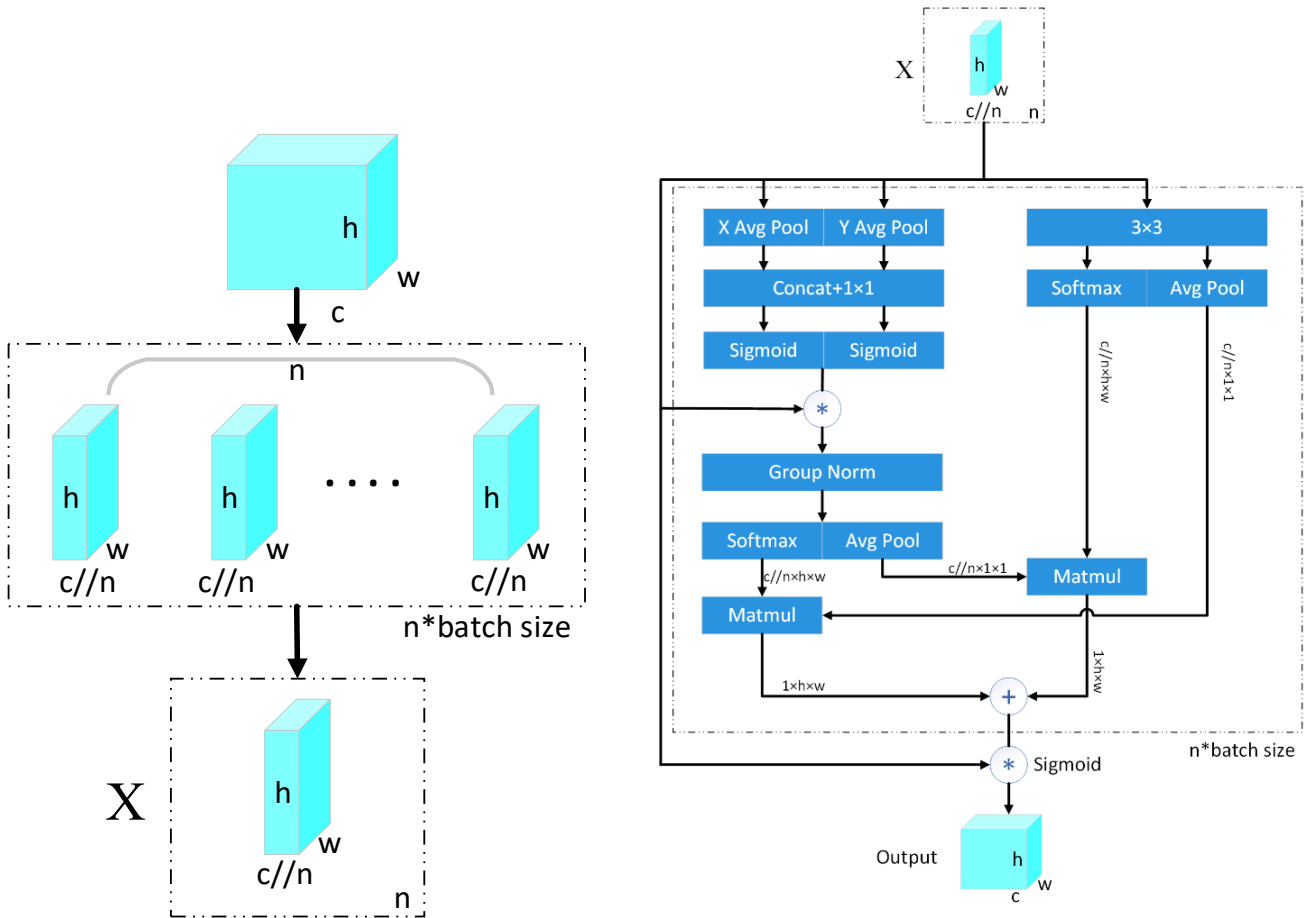 h
w
c
n
h
w
c//n
h
w
c//n
. . . .
h
w
c//n
n*batch size
X
h
w
c//n
n
X
h
w
c//n
n
X Avg Pool
Y Avg Pool
3×3
Concat+1×1
Softmax
Avg Pool
Sigmoid
Sigmoid
c//n×h×w
c//n×1×1
*
Group Norm
Softmax
Avg Pool
c//n×h×w
c//n×1×1
Matmul
Matmul
1×h×w
1×h×w
+
n*batch size
*
Sigmoid
Output
h
w
c